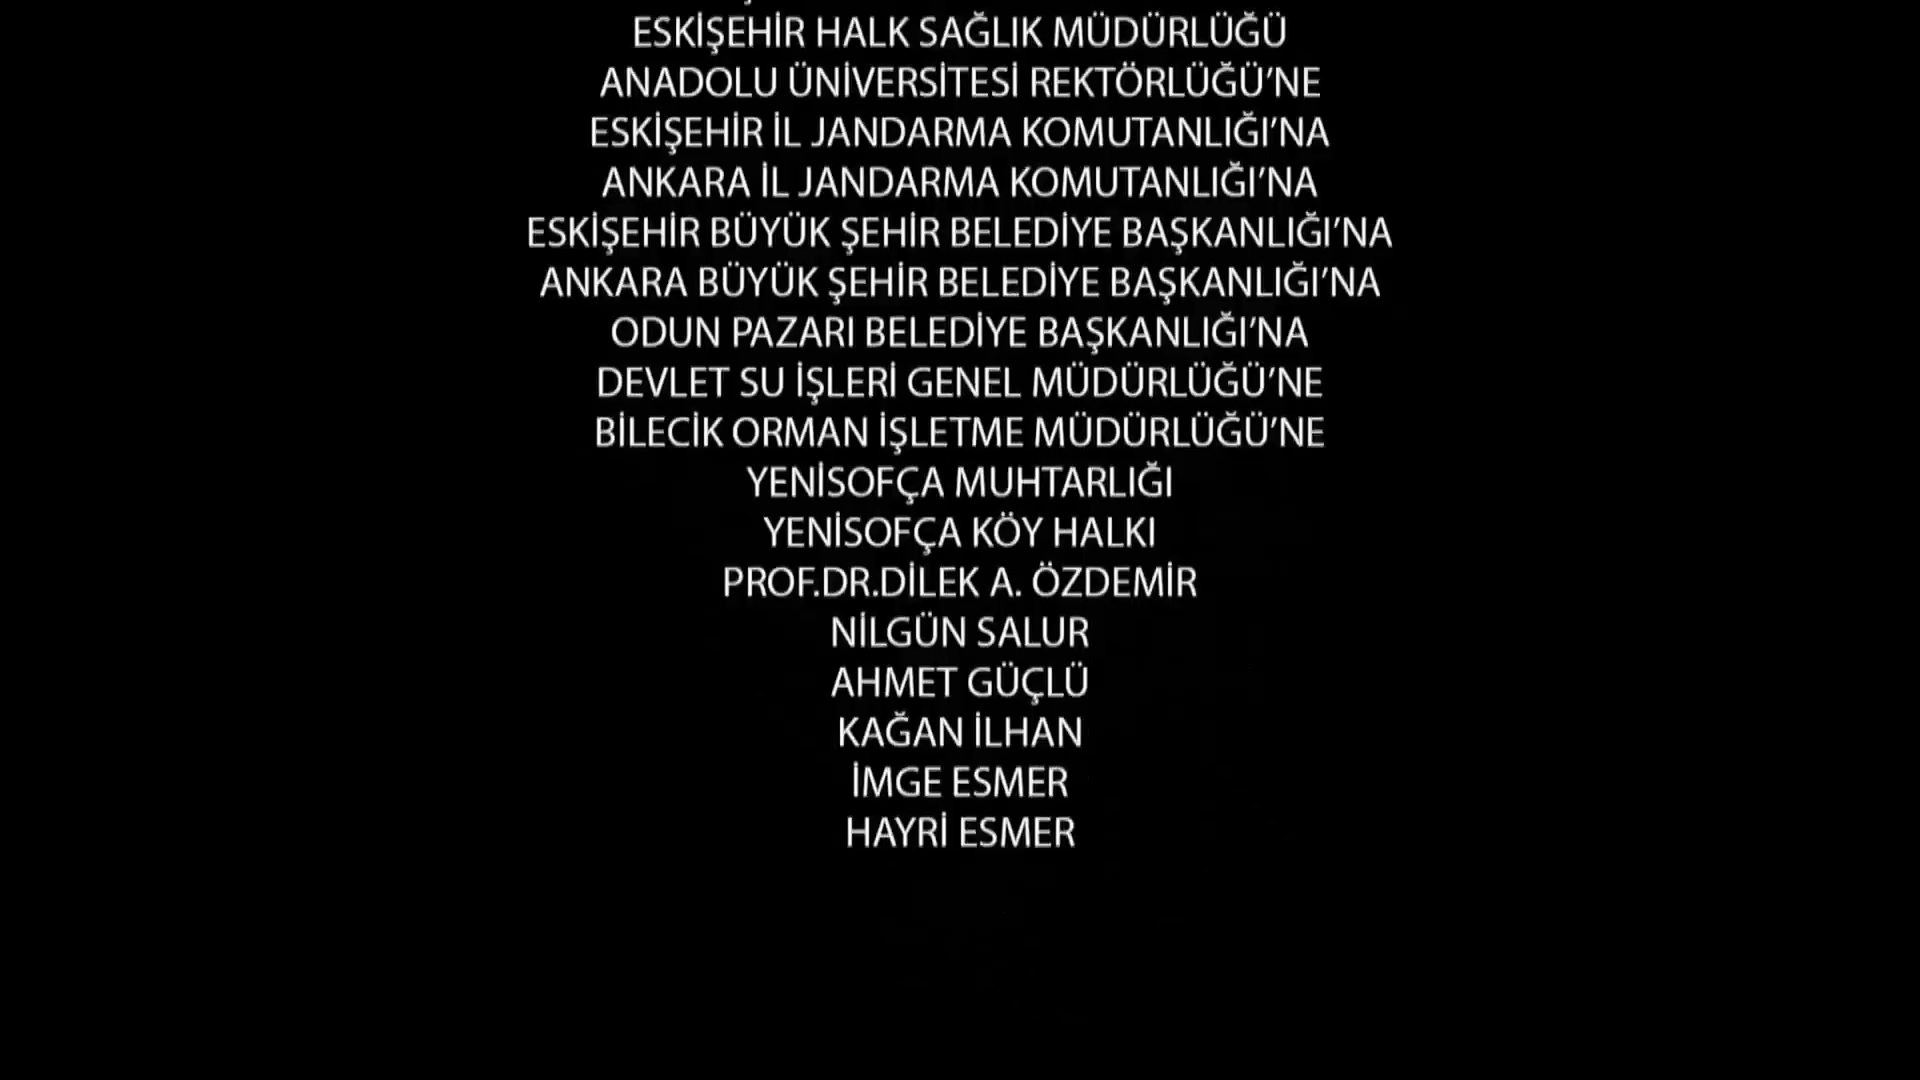 ESKİŞEHİR HALK SAĞLIK MÜDÜRLÜĞÜ
ANADOLU ÜNİVERSİTESİ REKTÖRLÜĞÜ’NE
ESKİŞEHİR İL JANDARMA KOMUTANLIĞI’NA
ANKARA İL JANDARMA KOMUTANLIĞI’NA
ESKİŞEHİR BÜYÜK ŞEHİR BELEDİYE BAŞKANLIĞI’NA
ANKARA BÜYÜK ŞEHİR BELEDİYE BAŞKANLIĞI’NA
ODUN PAZARI BELEDİYE BAŞKANLIĞI’NA
DEVLET SU İŞLERİ GENEL MÜDÜRLÜĞÜ’NE
BİLECİK ORMAN İŞLETME MÜDÜRLÜĞÜ’NE
YENİSOFÇA MUHTARLIĞI
YENİSOFÇA KÖY HALKI
PROF.DR.DİLEK A. ÖZDEMİR
NİLGÜN SALUR
AHMET GÜÇLÜ
KAĞAN İLHAN
İMGE ESMER
HAYRİ ESMER